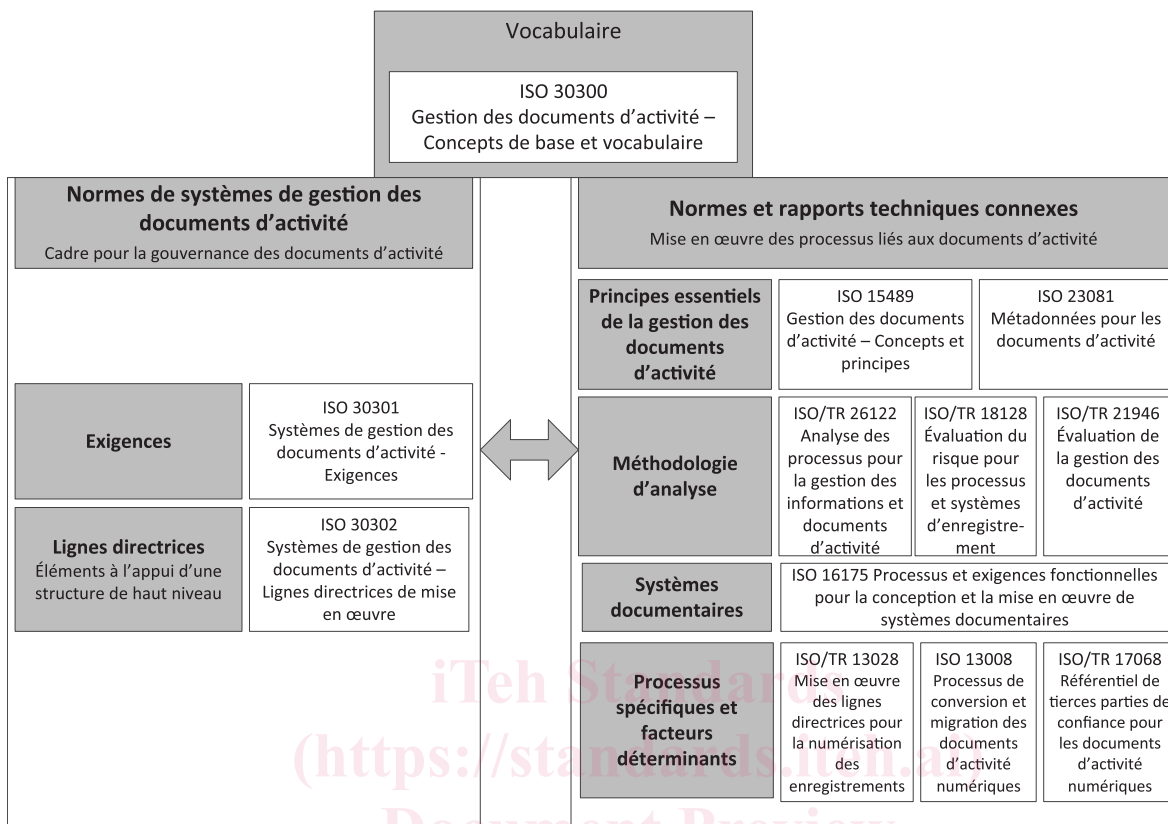 Vocabulaire
ISO 30300
Gestion des documents d’activité –
Concepts de base et vocabulaire
Normes de systèmes de gestion des
documents d’activité
Cadre pour la gouvernance des documents d’activité
Exigences
ISO 30301
Systèmes de gestion des
documents d’activité -
Exigences
Lignes directrices
Éléments à l’appui d’une
structure de haut niveau
ISO 30302
Systèmes de gestion des
documents d’activité –
Lignes directrices de mise
en œuvre
Normes et rapports techniques connexes
Mise en œuvre des processus liés aux documents d’activité
Principes essentiels
de la gestion des
documents
d’activité
ISO 15489
Gestion des documents
d’activité – Concepts et
principes
ISO 23081
Métadonnées pour les
documents d’activité
Méthodologie
d’analyse
ISO/TR 26122
Analyse des
processus pour
la gestion des
informations et
documents
d’activité
ISO/TR 18128
Évaluation du
risque pour
les processus
et systèmes
d’enregistre-
ment
ISO/TR 21946
Évaluation de
la gestion des
documents
d’activité
Systèmes
documentaires
ISO 16175 Processus et exigences fonctionnelles
pour la conception et la mise en œuvre de
systèmes documentaires
Processus
spécifiques et
facteurs
déterminants
ISO/TR 13028
Mise en œuvre
des lignes
directrices pour
la numérisation
des
enregistrements
ISO 13008
Processus de
conversion et
migration des
documents
d’activité
numériques
ISO/TR 17068
Référentiel de
tierces parties de
confiance pour
les documents
d’activité
numériques
iTeh Standards
(https://standards.iteh.ai)
Document Preview